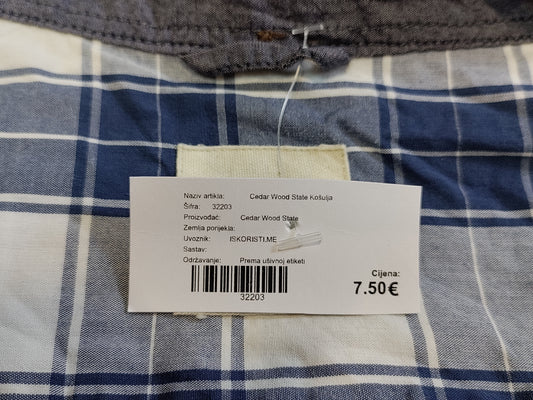 Naziv artikla: Cedar Wood State Košulja
Šifra: 32203
Proizvođač: Cedar Wood State
Zemlja porijekla:
Uvoznik: ISKORISTI.ME
Sastav:
Održavanje: Prema ušivnoj etiketi
32203
Cijena:
7.50€